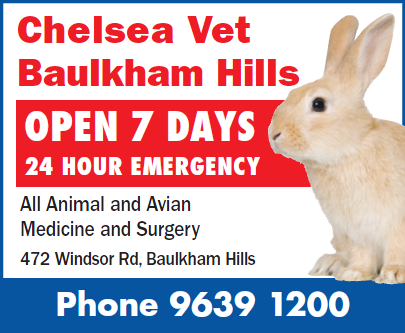 Chelsea Vet
Baulkham Hills
OPEN 7 DAYS
24 HOUR EMERGENCY
All Animal and Avian
Medicine and Surgery
472 Windsor Rd, Baulkham Hills
Phone 9639 1200